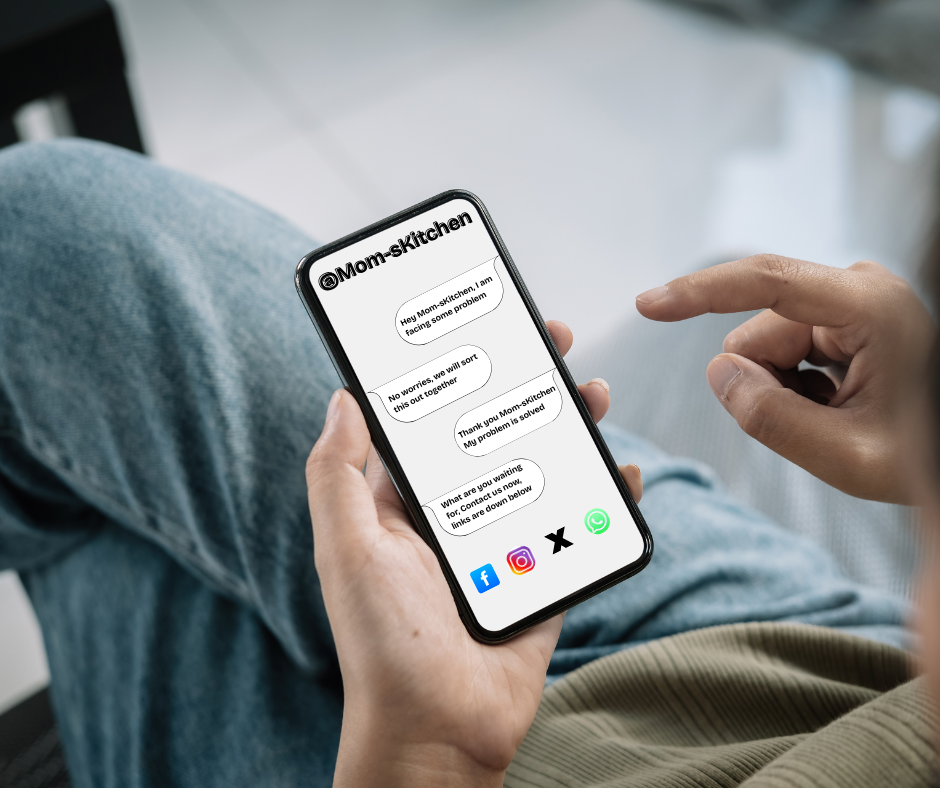 @Mom-sKitchen
Hey Mom-sKitchen, I am
facing some problem
No worries, we will sort
this out together
Thank you Mom-sKitchen
My problem is solved
What are you waiting
for, Contact us now,
links are down below